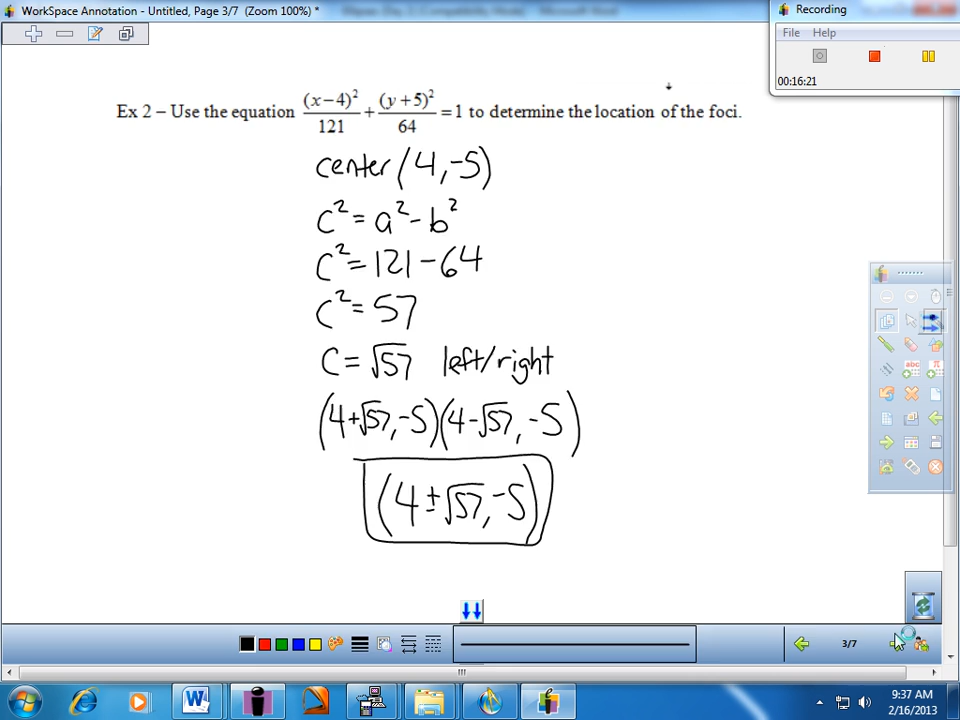 WorkSpace Annotation - Untitled, Page 3/7 (Zoom 100%) *
Recording
File Help
00:16:21
Ex 2 – Use the equation (x−4)²/121 + (y+5)²/64 = 1 to determine the location of the foci.
center (4, -5)
c² = a² - b²
c² = 121 - 64
c² = 57
c = √57 left/right
(4+√57, -5)(4-√57, -5)
(4±√57, -5)
3/7
9:37 AM
2/16/2013